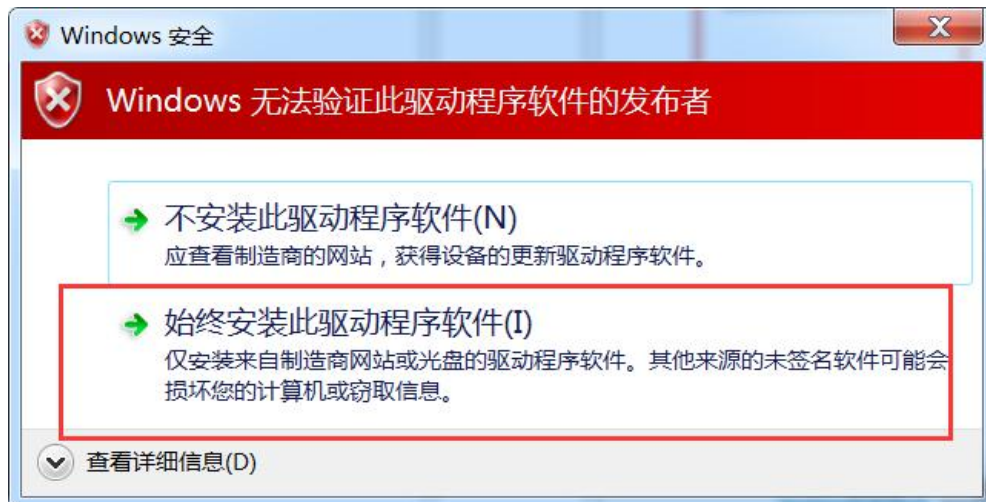 Windows 安全
Windows 无法验证此驱动程序软件的发布者
不安装此驱动程序软件(N)
应查看制造商的网站，获得设备的更新驱动程序软件。
始终安装此驱动程序软件(I)
仅安装来自制造商网站或光盘的驱动程序软件。其他来源的未签名软件可能会
损坏您的计算机或窃取信息。
查看详细信息(D)